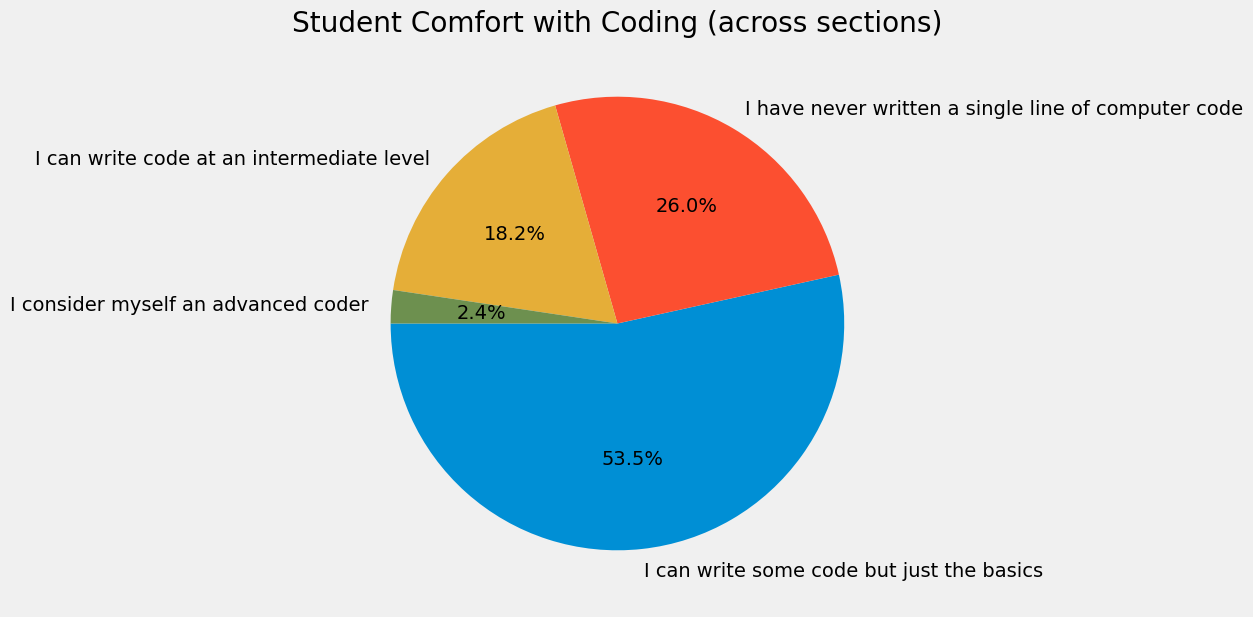 Student Comfort with Coding (across sections)
I have never written a single line of computer code
I can write code at an intermediate level
26.0%
18.2%
I consider myself an advanced coder
2.4%
53.5%
I can write some code but just the basics